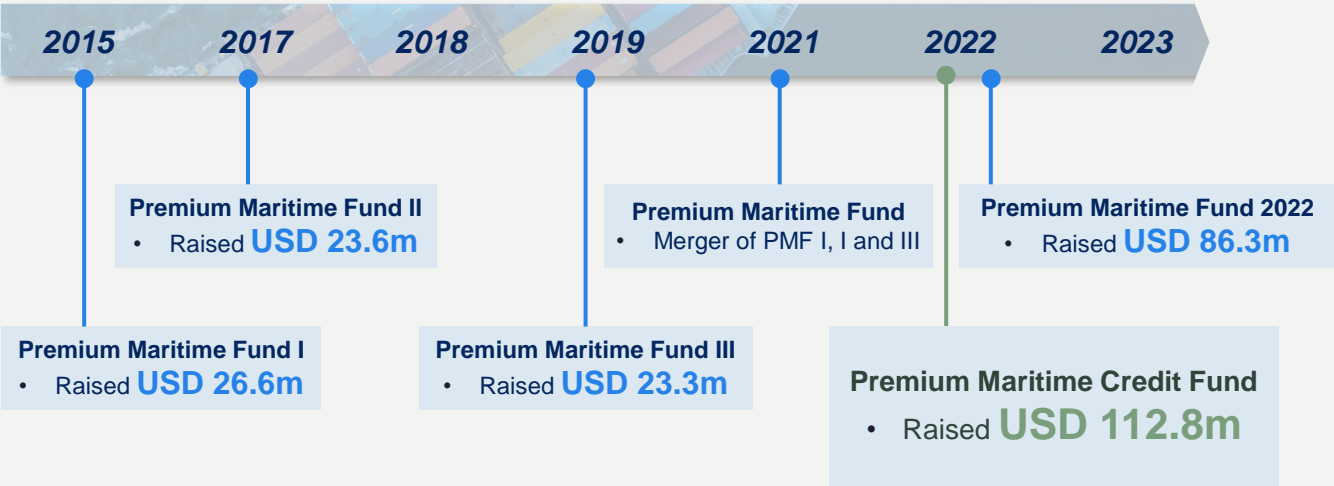 2015 2017 2018 2019 2021 2022 2023
Premium Maritime Fund II
• Raised USD 23.6m
Premium Maritime Fund
• Merger of PMF I, I and III
Premium Maritime Fund 2022
• Raised USD 86.3m
Premium Maritime Fund I
• Raised USD 26.6m
Premium Maritime Fund III
• Raised USD 23.3m
Premium Maritime Credit Fund
• Raised USD 112.8m